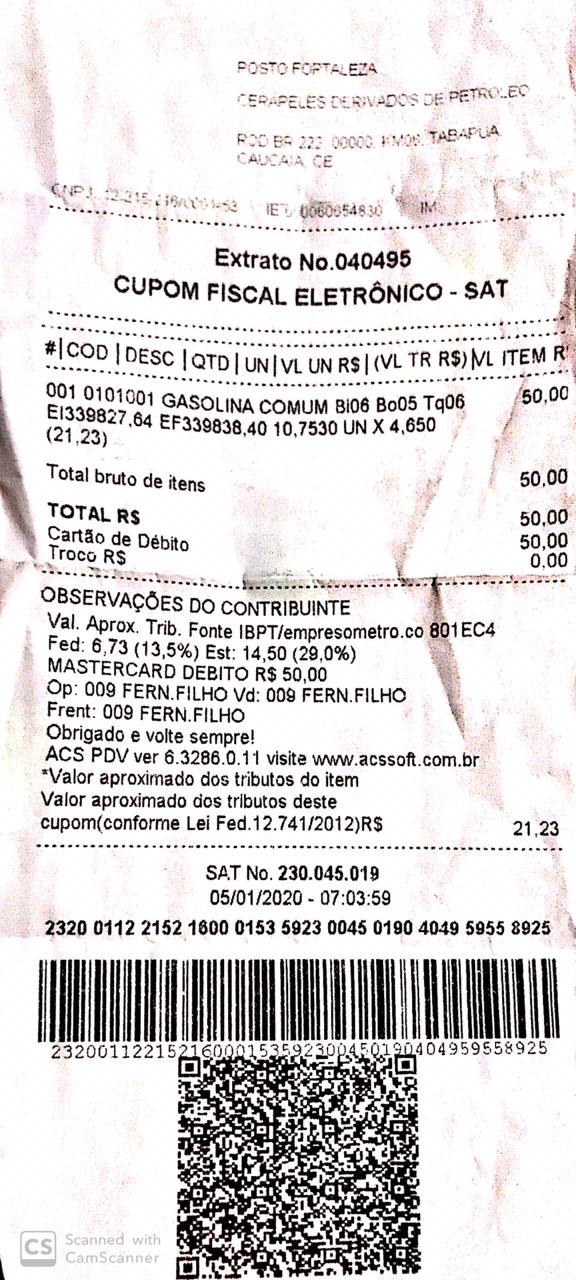 POSTO FORTALEZA
CERAPELES DERIVADOS DE PETROLEO
ROD BR 222, 00000, KM06, TABAPUA
CAUCAIA, CE
CNPJ 12.215.216/0001-53 IE: 0060654830 IM
Extrato No.040495
CUPOM FISCAL ELETRÔNICO - SAT
#|COD|DESC|QTD|UN|VL UN R$|(VL TR R$)|VL ITEM R
001 0101001 GASOLINA COMUM Bi06 Bo05 Tq06 50,00
EI339827,64 EF339838,40 10,7530 UN X 4,650
(21,23)
Total bruto de itens 50,00
TOTAL R$ 50,00
Cartão de Débito 50,00
Troco R$ 0,00
OBSERVAÇÕES DO CONTRIBUINTE
Val. Aprox. Trib. Fonte IBPT/empresometro.co 801EC4
Fed: 6,73 (13,5%) Est: 14,50 (29,0%)
MASTERCARD DEBITO R$ 50,00
Op: 009 FERN.FILHO Vd: 009 FERN.FILHO
Frent: 009 FERN.FILHO
Obrigado e volte sempre!
ACS PDV ver 6.3286.0.11 visite www.acssoft.com.br
*Valor aproximado dos tributos do item
Valor aproximado dos tributos deste
cupom(conforme Lei Fed.12.741/2012)R$ 21,23
SAT No. 230.045.019
05/01/2020 - 07:03:59
2320 0112 2152 1600 0153 5923 0045 0190 4049 5955 8925
23200112215216000153592300450190404959558925
CS Scanned with
CamScanner